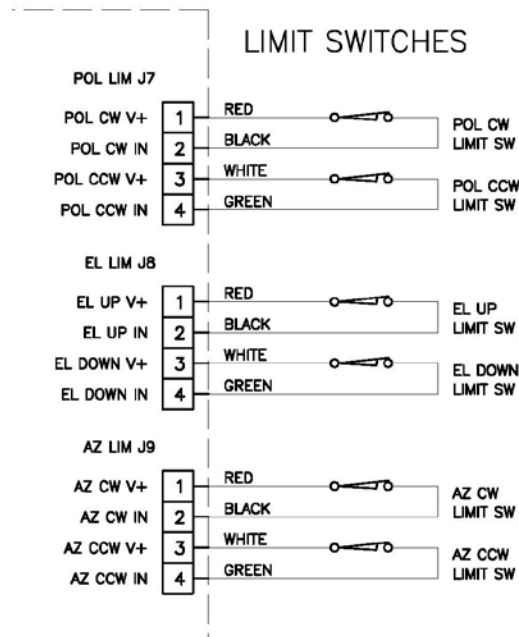 LIMIT SWITCHES
POL LIM J7
POL CW V+ 1 RED
POL CW IN 2 BLACK
POL CW
LIMIT SW
POL CCW V+ 3 WHITE
POL CCW IN 4 GREEN
POL CCW
LIMIT SW
EL LIM J8
EL UP V+ 1 RED
EL UP IN 2 BLACK
EL UP
LIMIT SW
EL DOWN V+ 3 WHITE
EL DOWN IN 4 GREEN
EL DOWN
LIMIT SW
AZ LIM J9
AZ CW V+ 1 RED
AZ CW IN 2 BLACK
AZ CW
LIMIT SW
AZ CCW V+ 3 WHITE
AZ CCW IN 4 GREEN
AZ CCW
LIMIT SW